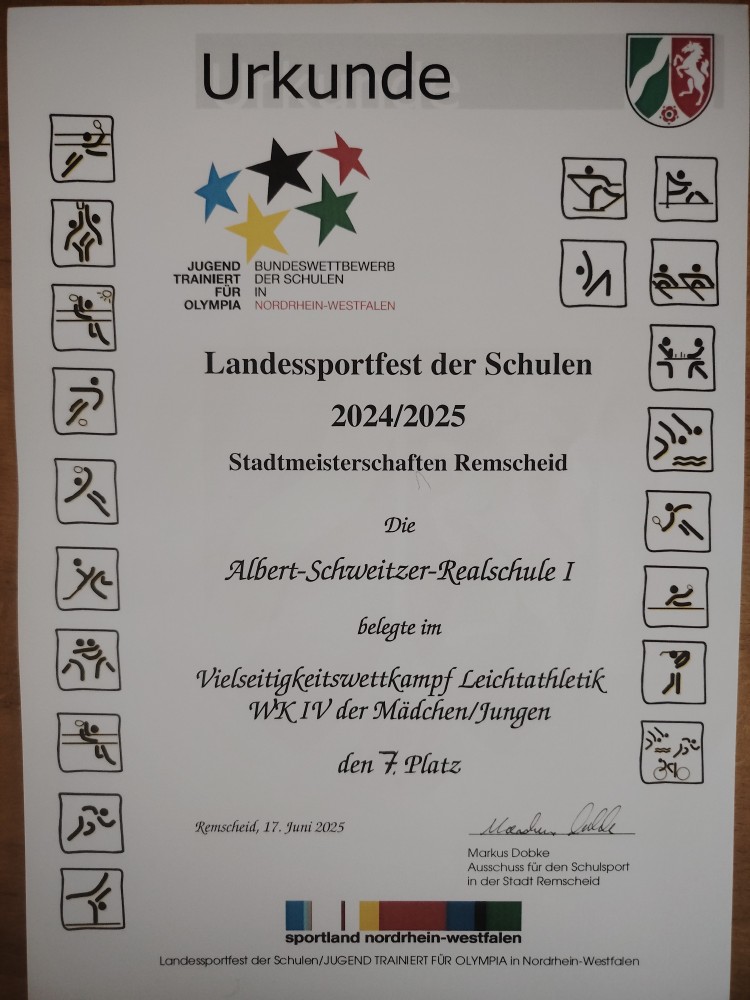 Urkunde
JUGEND TRAINIERT FÜR OLYMPIA
BUNDESWETTBEWERB DER SCHULEN IN NORDRHEIN-WESTFALEN
Landessportfest der Schulen
2024/2025
Stadtmeisterschaften Remscheid
Die
Albert-Schweitzer-Realschule I
belegte im
Vielseitigkeitswettkampf Leichtathletik
WK IV der Mädchen/Jungen
den 7. Platz
Remscheid, 17. Juni 2025
Markus Dobke
Ausschuss für den Schulsport
in der Stadt Remscheid
sportland nordrhein-westfalen
Landessportfest der Schulen/JUGEND TRAINIERT FÜR OLYMPIA in Nordrhein-Westfalen